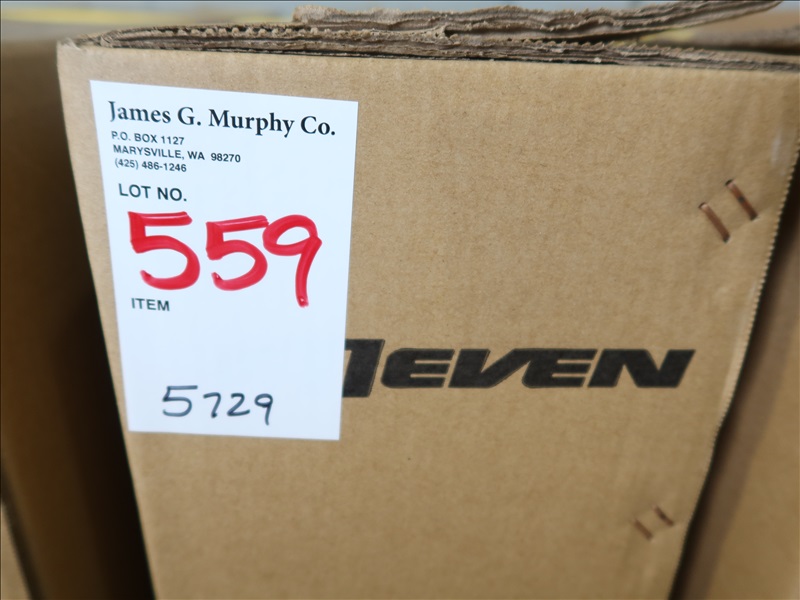 James G. Murphy Co.
P.O. BOX 1127
MARYSVILLE, WA 98270
(425) 486-1246
LOT NO.
559
ITEM
5729
EVEN